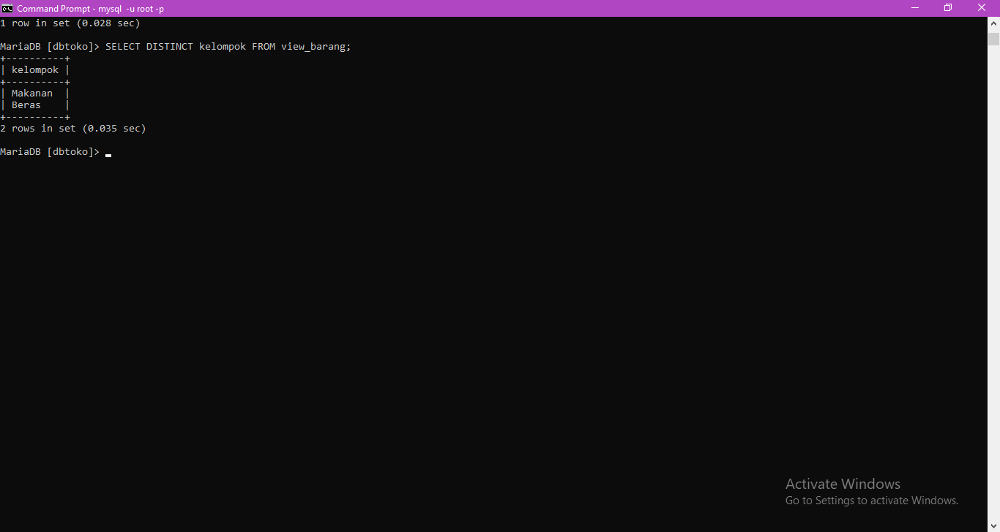 Command Prompt - mysql  -u root -p
1 row in set (0.028 sec)
MariaDB [dbtoko]> SELECT DISTINCT kelompok FROM view_barang;
+----------+
| kelompok |
+----------+
| Makanan  |
| Beras    |
+----------+
2 rows in set (0.035 sec)
MariaDB [dbtoko]>
Activate Windows
Go to Settings to activate Windows.